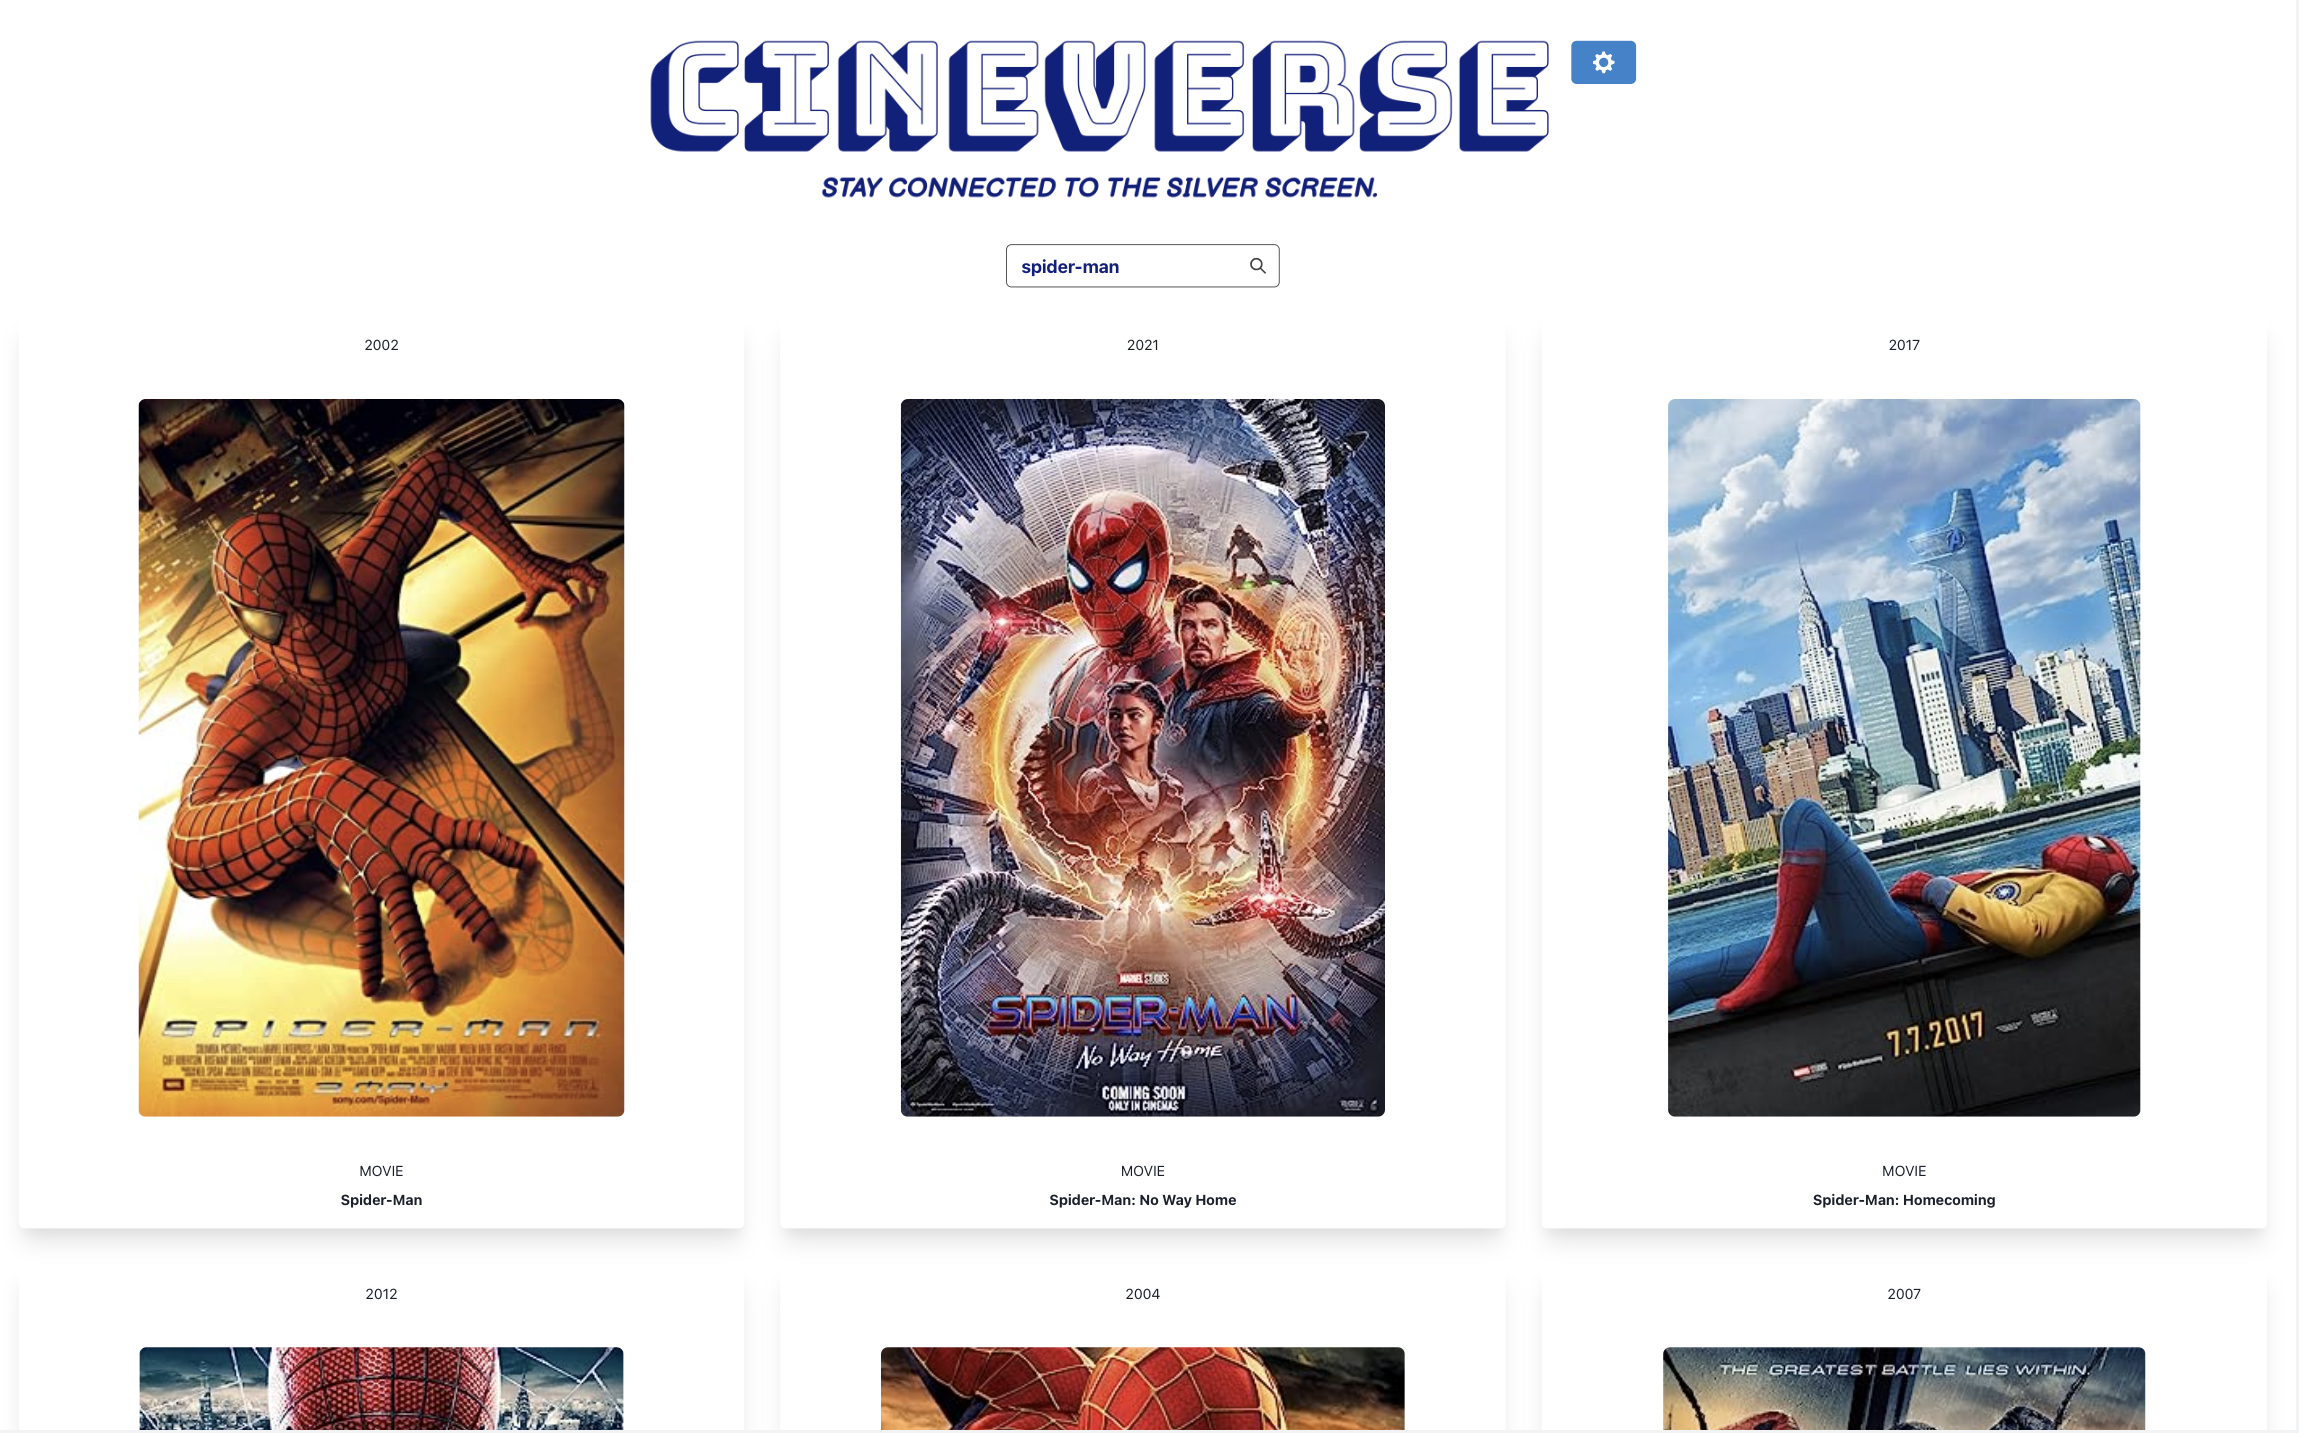 CINEVERSE
STAY CONNECTED TO THE SILVER SCREEN.
spider-man
2002
2021
2017
SPIDER-MAN
3 MAY
sony.com/Spider-Man
MARVEL STUDIOS
SPIDER-MAN
No Way Home
COMING SOON
ONLY IN CINEMAS
7.7.2017
MOVIE
Spider-Man
MOVIE
Spider-Man: No Way Home
MOVIE
Spider-Man: Homecoming
2012
2004
2007
THE GREATEST BATTLE LIES WITHIN.